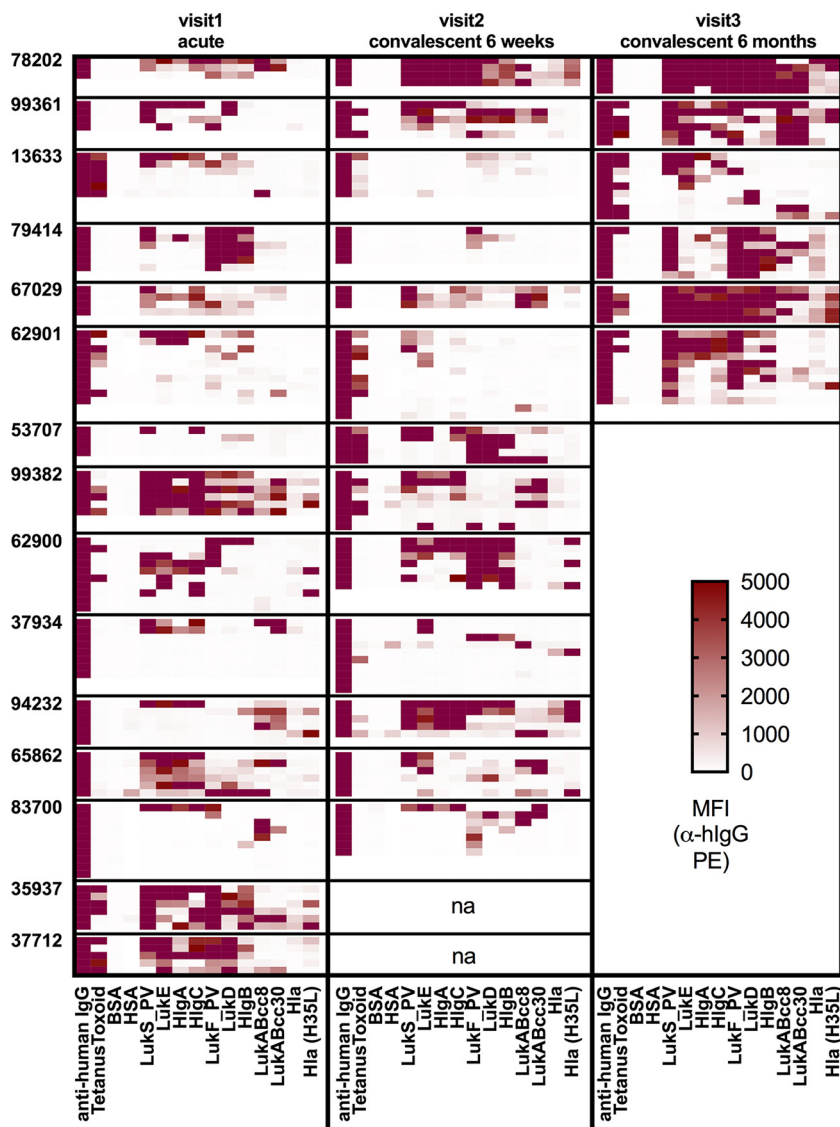 visit1
acute
visit2
convalescent 6 weeks
visit3
convalescent 6 months
78202
99361
13633
79414
67029
62901
53707
99382
62900
37934
94232
65862
83700
35937
37712
na
na
5000
4000
3000
2000
1000
0
MFI
(α-hIgG
PE)
anti-human IgG
TetanusToxoid
BSA
HSA
LukS_PV
LukE
HlgA
HlgC
LukF_PV
LukD
HlgB
LukABcc8
LukABcc30
Hla
Hla (H35L)
anti-human IgG
TetanusToxoid
BSA
HSA
LukS_PV
LukE
HlgA
HlgC
LukF_PV
LukD
HlgB
LukABcc8
LukABcc30
Hla
Hla (H35L)
anti-human IgG
TetanusToxoid
BSA
HSA
LukS_PV
LukE
HlgA
HlgC
LukF_PV
LukD
HlgB
LukABcc8
LukABcc30
Hla
Hla (H35L)